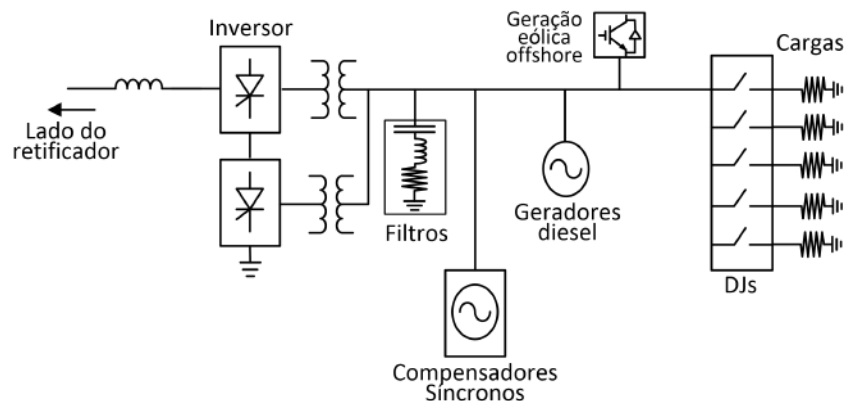 Inversor
Geração
eólica
offshore
Cargas
Lado do
retificador
Filtros
Geradores
diesel
DJs
Compensadores
Síncronos